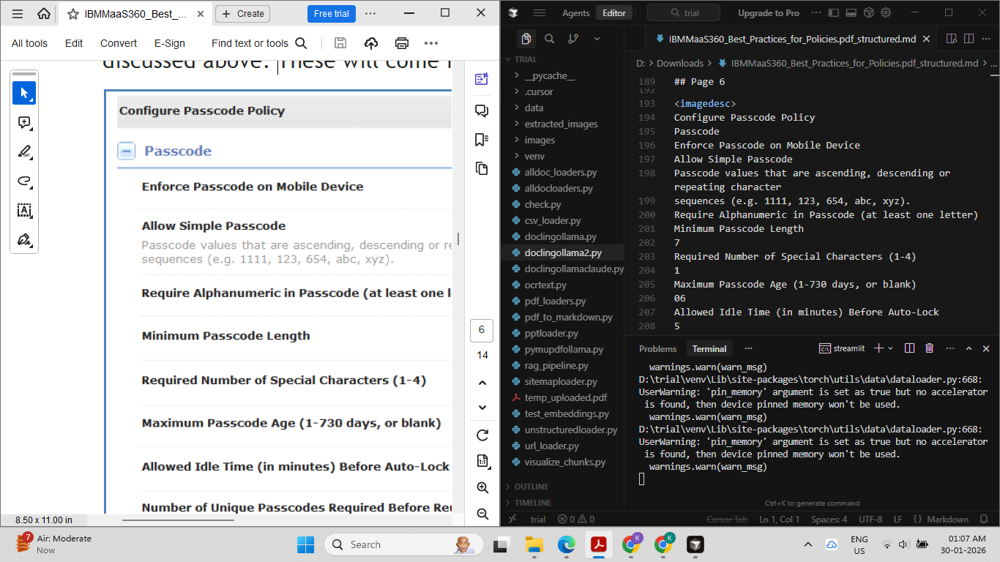 IBMMaaS360_Best_...
Create
Free trial
All tools
Edit
Convert
E-Sign
Find text or tools
discussed above. These will come
Configure Passcode Policy
Passcode
Enforce Passcode on Mobile Device
Allow Simple Passcode
Passcode values that are ascending, descending or
sequences (e.g. 1111, 123, 654, abc, xyz).
Require Alphanumeric in Passcode (at least one
Minimum Passcode Length
Required Number of Special Characters (1-4)
Maximum Passcode Age (1-730 days, or blank)
Allowed Idle Time (in minutes) Before Auto-Lock
Number of Unique Passcodes Required Before
6
14
8.50 x 11.00 in
Agents
Editor
trial
Upgrade to Pro
TRIAL
__pycache__
.cursor
data
extracted_images
images
venv
alldoc_loaders.py
alldocloaders.py
check.py
csv_loader.py
doclingollama.py
doclingollama2.py
doclingollamaclaude.py
ocrtext.py
pdf_loaders.py
pdf_to_markdown.py
pptloader.py
pymupdfollama.py
rag_pipeline.py
sitemaploader.py
temp_uploaded.pdf
test_embeddings.py
unstructuredloader.py
url_loader.py
visualize_chunks.py
OUTLINE
TIMELINE
IBMMaaS360_Best_Practices_for_Policies.pdf_structured.md
D: > Downloads > IBMMaaS360_Best_Practices_for_Policies.pdf_structured.md > ...
189 ## Page 6
192
193 <imagedesc>
194 Configure Passcode Policy
195 Passcode
196 Enforce Passcode on Mobile Device
197 Allow Simple Passcode
198 Passcode values that are ascending, descending or
repeating character
199 sequences (e.g. 1111, 123, 654, abc, xyz).
200 Require Alphanumeric in Passcode (at least one letter)
201 Minimum Passcode Length
202 7
203 Required Number of Special Characters (1-4)
204 1
205 Maximum Passcode Age (1-730 days, or blank)
206 06
207 Allowed Idle Time (in minutes) Before Auto-Lock
208 5
Problems
Terminal
streamlit
warnings.warn(warn_msg)
D:\trial\venv\Lib\site-packages\torch\utils\data\dataloader.py:668:
UserWarning: 'pin_memory' argument is set as true but no accelerator
is found, then device pinned memory won't be used.
warnings.warn(warn_msg)
D:\trial\venv\Lib\site-packages\torch\utils\data\dataloader.py:668:
UserWarning: 'pin_memory' argument is set as true but no accelerator
is found, then device pinned memory won't be used.
warnings.warn(warn_msg)
Ctrl+K to generate command
trial
0
0
Cursor Tab
Ln 1, Col 1
Spaces: 4
UTF-8
LF
{ } Markdown
7
Air: Moderate
Now
Search
K
K
ENG
US
01:07 AM
30-01-2026